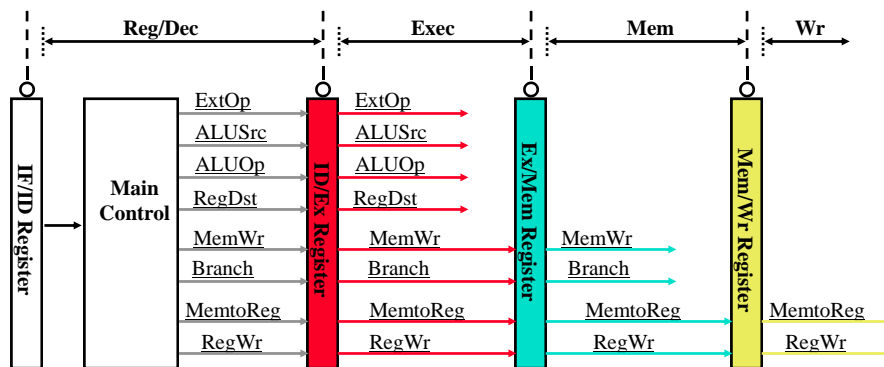 Reg/Dec Exec Mem Wr
ExtOp ExtOp
ALUSrc ALUSrc
ALUOp ALUOp
RegDst RegDst
MemWr MemWr MemWr
Branch Branch Branch
MemtoReg MemtoReg MemtoReg MemtoReg
RegWr RegWr RegWr RegWr
IF/ID Register
Main
Control
ID/Ex Register
Ex/Mem Register
Mem/Wr Register